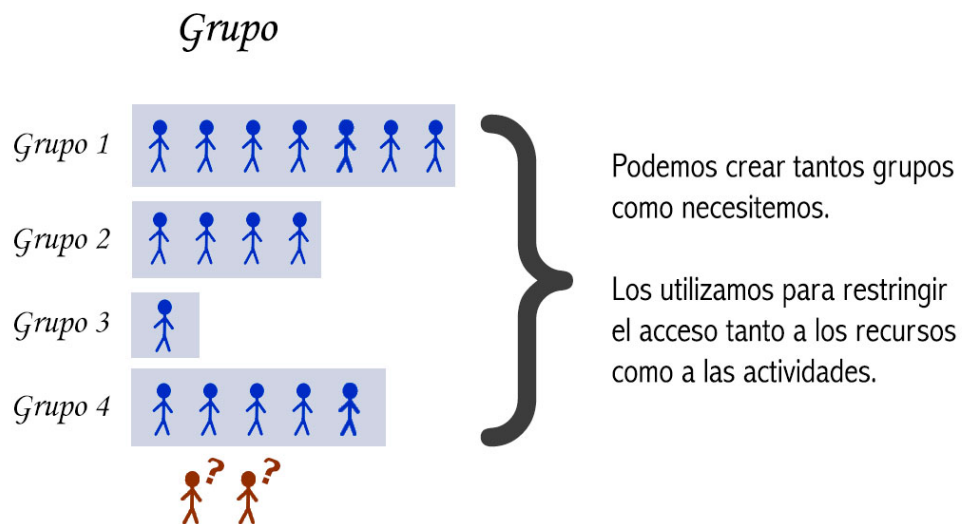 Grupo
Grupo 1
Grupo 2
Grupo 3
Grupo 4
? ?
Podemos crear tantos grupos
como necesitemos.
Los utilizamos para restringir
el acceso tanto a los recursos
como a las actividades.